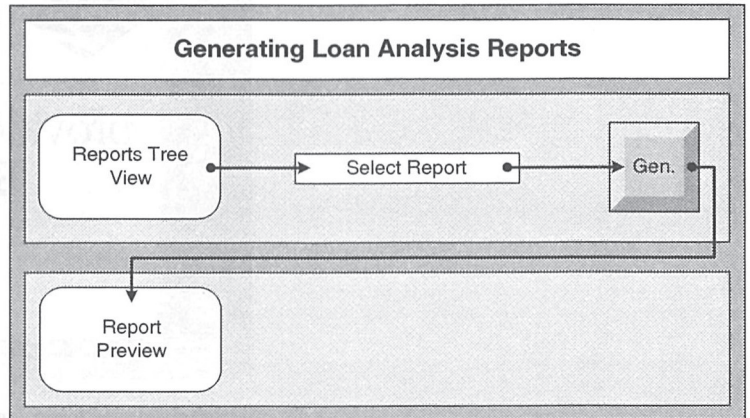 Generating Loan Analysis Reports
Reports Tree
View
Select Report
Gen.
Report
Preview